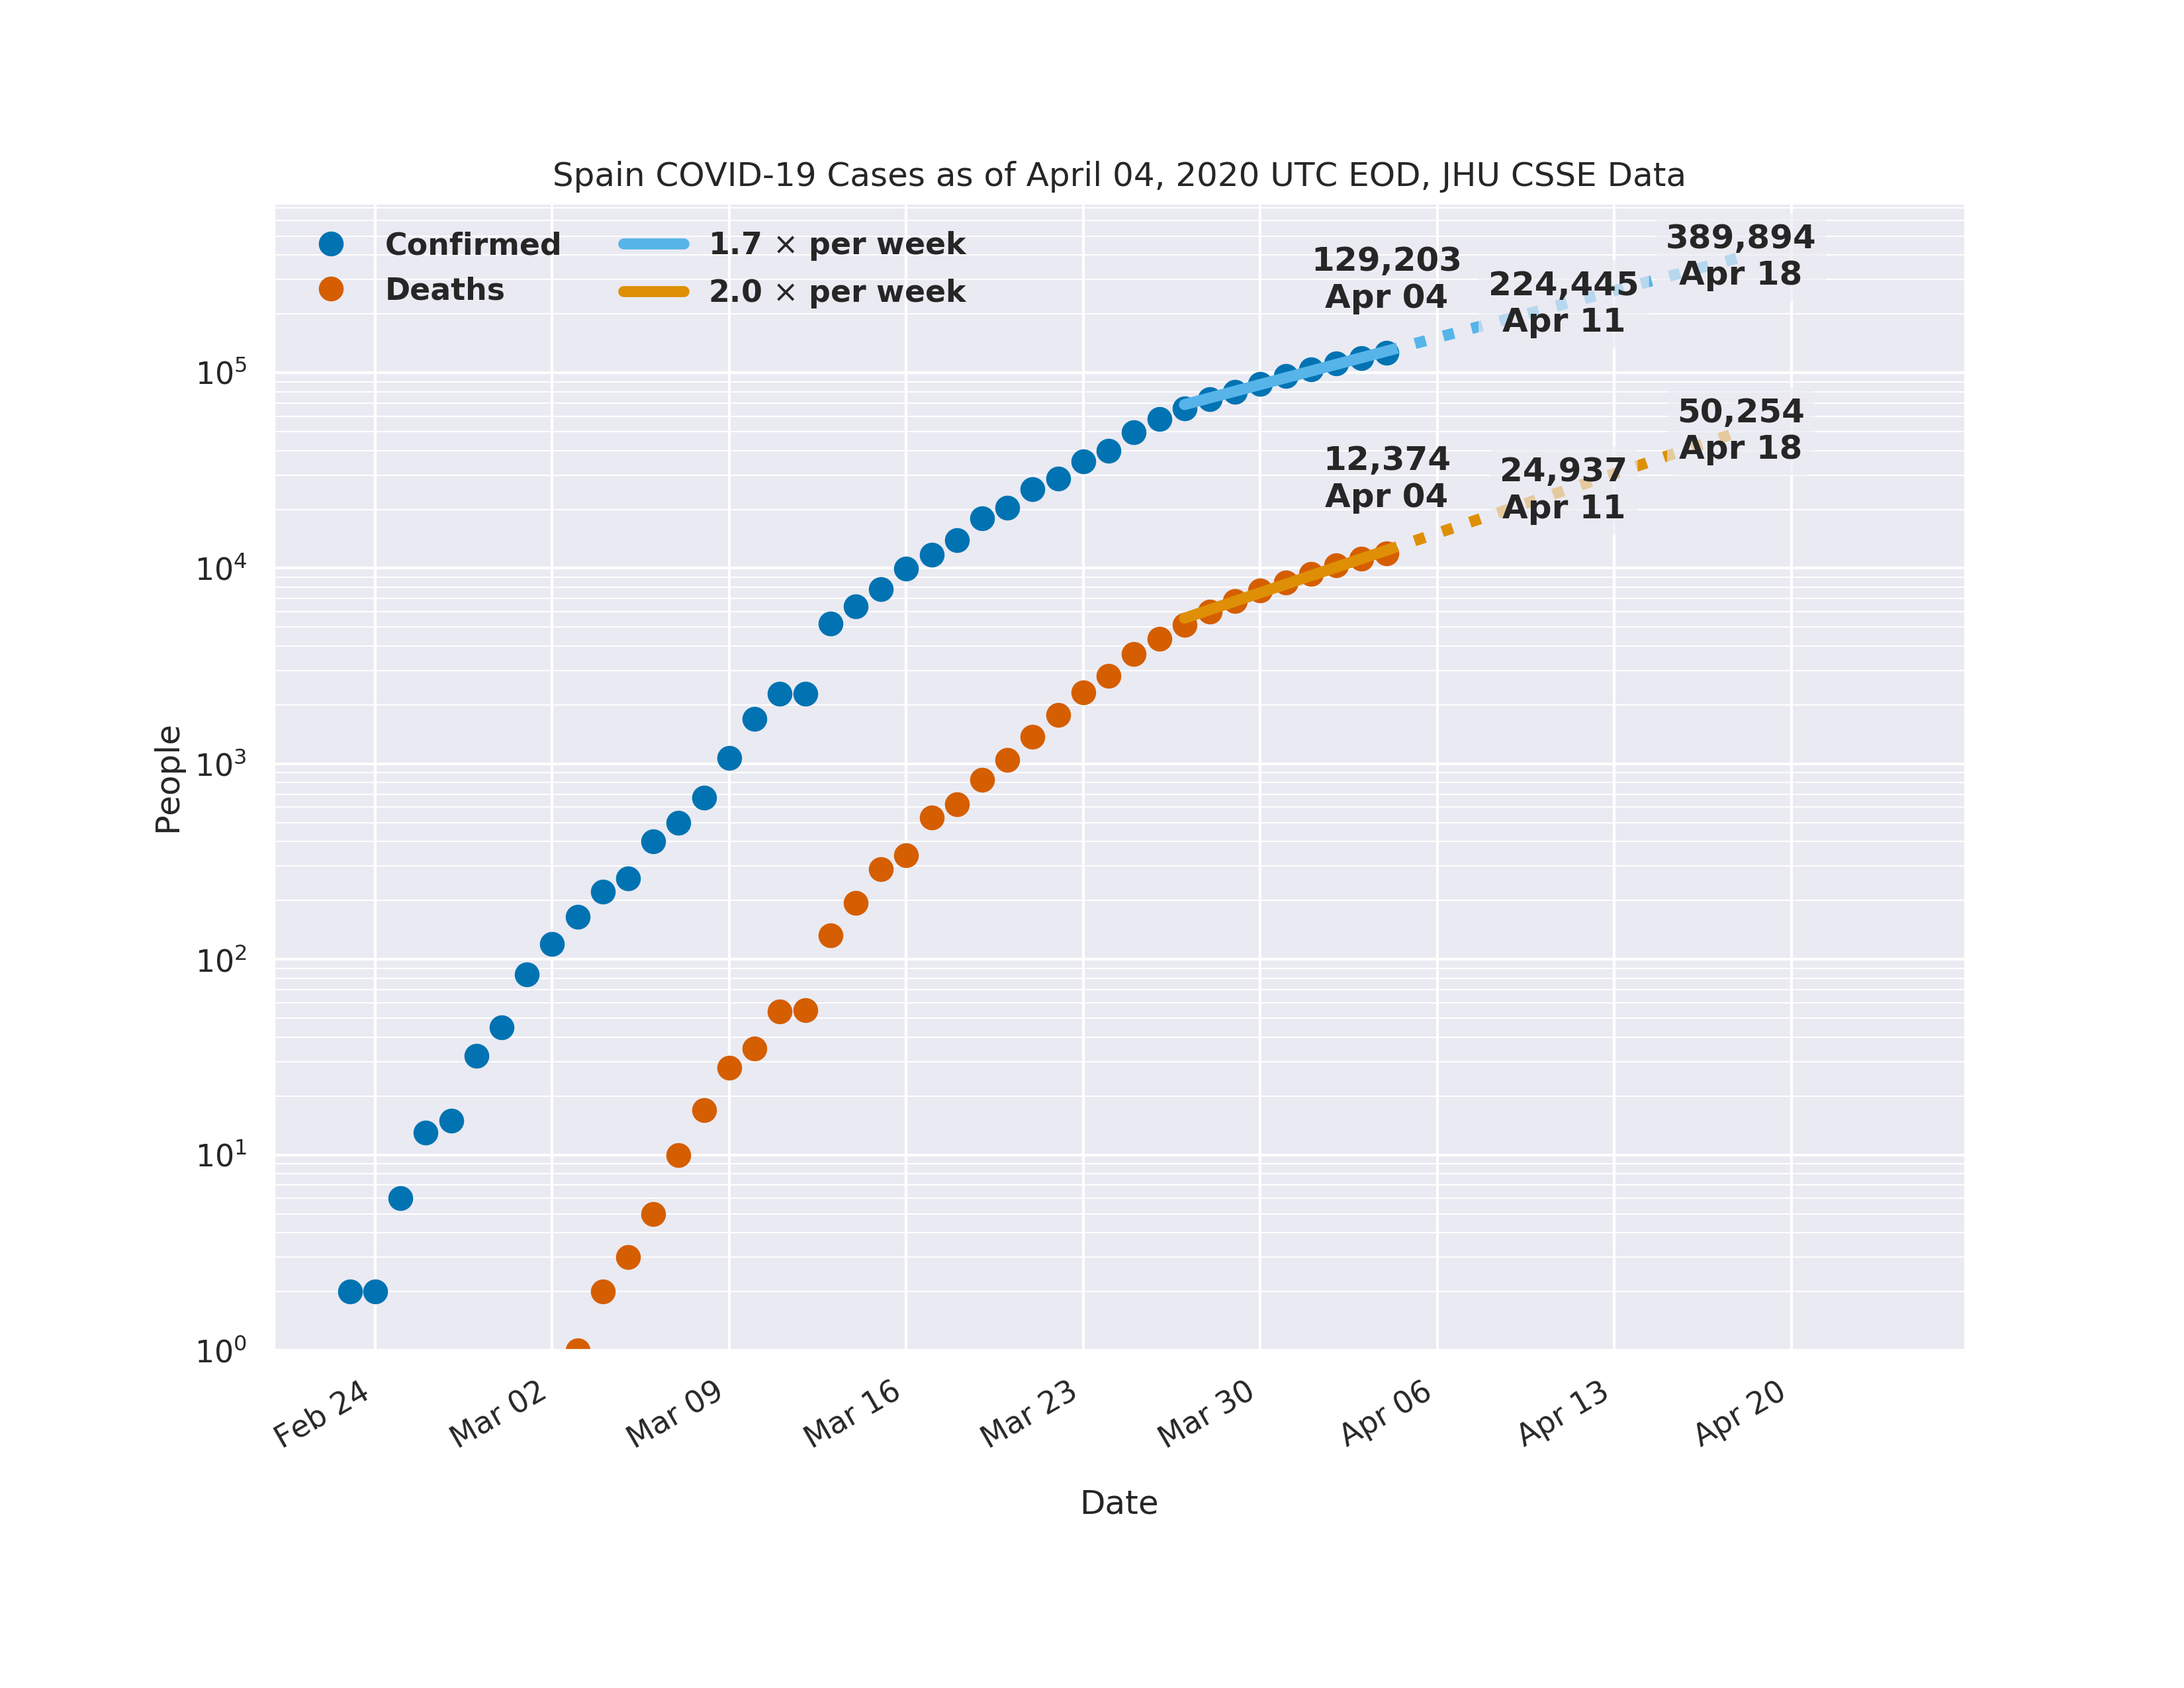 Spain COVID-19 Cases as of April 04, 2020 UTC EOD, JHU CSSE Data
Confirmed
Deaths
1.7 × per week
2.0 × per week
129,203
Apr 04
224,445
Apr 11
389,894
Apr 18
12,374
Apr 04
24,937
Apr 11
50,254
Apr 18
People
10⁵
10⁴
10³
10²
10¹
10⁰
Feb 24
Mar 02
Mar 09
Mar 16
Mar 23
Mar 30
Apr 06
Apr 13
Apr 20
Date